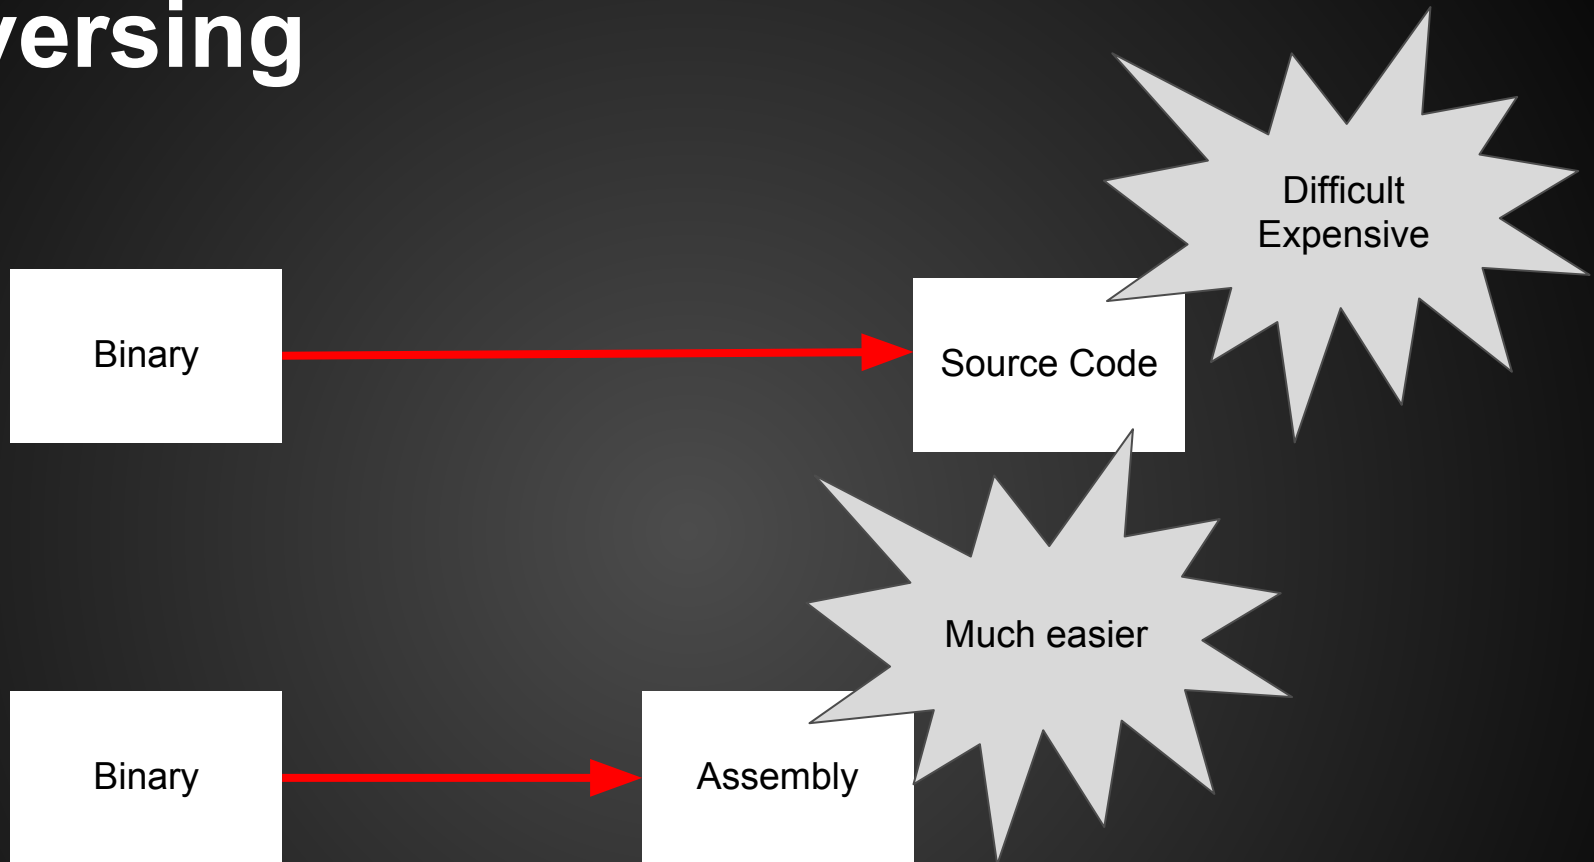 versing
Difficult
Expensive
Binary
Source Code
Much easier
Binary
Assembly